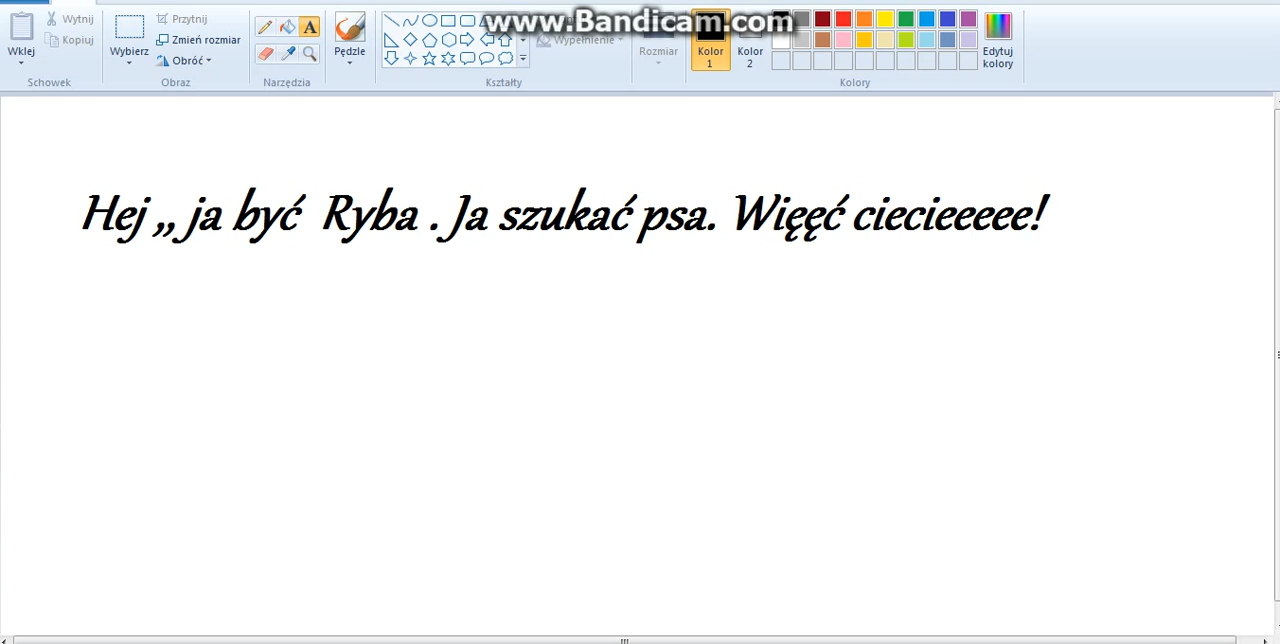 www.Bandicam.com
Wklej
Wytnij
Kopiuj
Schowek
Wybierz
Przytnij
Zmień rozmiar
Obróć
Obraz
A
Narzędzia
Pędzle
Wypełnienie
Kształty
Rozmiar
Kolor 1
Kolor 2
Edytuj kolory
Kolory
Hej ,, ja być Ryba . Ja szukać psa. Więęć ciecieeeee!